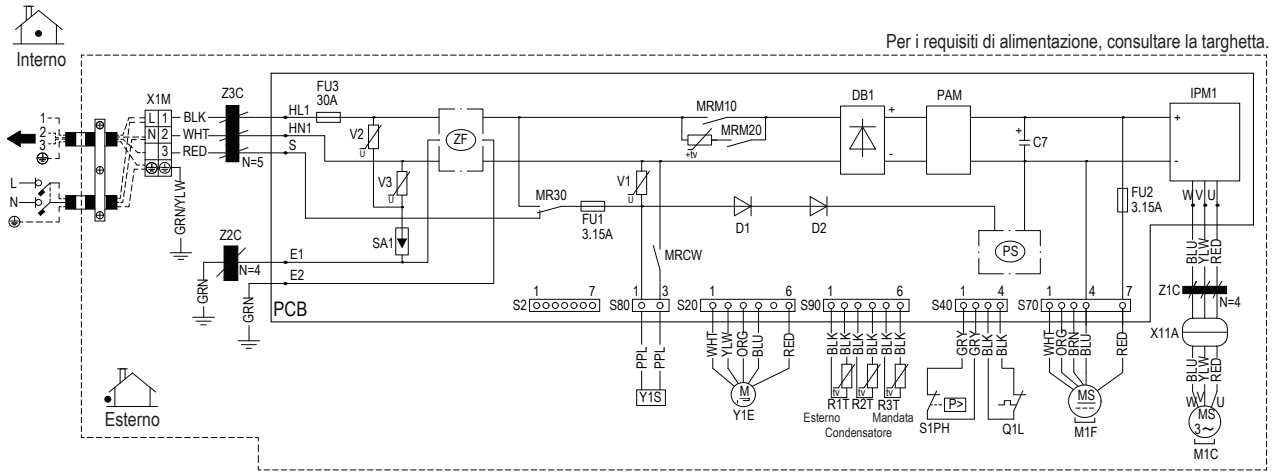 Interno
Per i requisiti di alimentazione, consultare la targhetta.
X1M
Z3C
FU3
30A
HL1
HN1
S
L 1 BLK
N 2 WHT
3 RED
N=5
1
2
3
L
N
GRN/YLW
V2
U
V3
U
ZF
SA1
MRM10
MRM20
+tv
DB1
+
-
PAM
+
C7
IPM1
+
-
W V U
MR30
FU1
3.15A
V1
U
D1
D2
PS
FU2
3.15A
MRCW
Z2C
N=4
E1
E2
GRN
GRN
PCB
S2 1 7
S80 1 3
S20 1 6
S90 1 6
S40 1 4
S70 1 4 7
PPL PPL
Y1S
WHT YLW ORG BLU RED
M
Y1E
BLK BLK BLK BLK BLK BLK
tv tv tv
R1T R2T R3T
Esterno Mandata
Condensatore
GRY GRY BLK BLK
P>
S1PH
Q1L
WHT ORG BRN BLU RED
MS
M1F
BLU YLW RED
Z1C
N=4
X11A
BLU YLW RED
W V U
MS
3~
M1C
Esterno